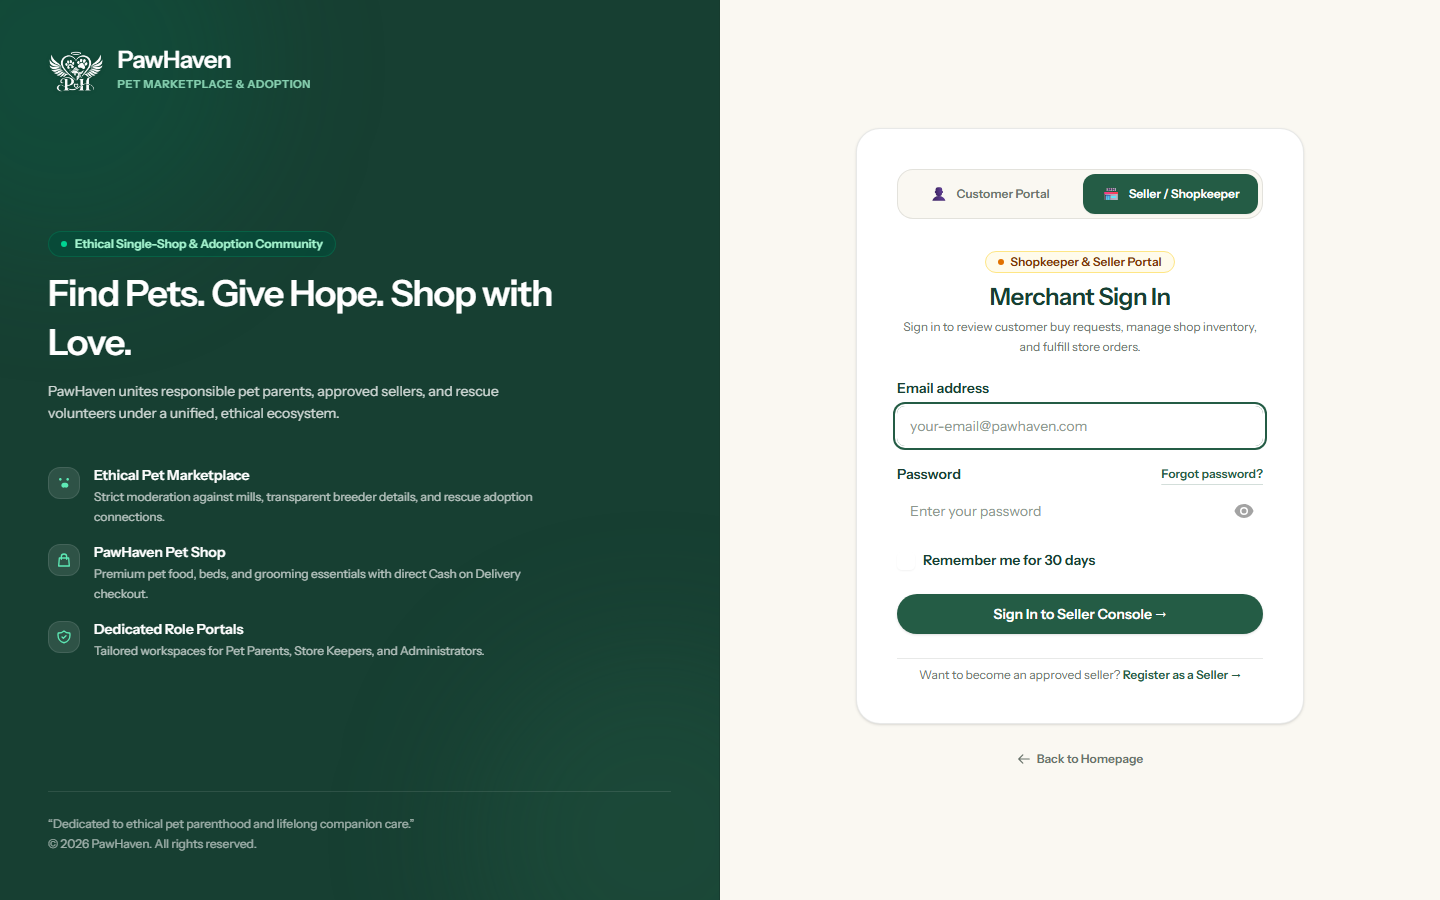 PawHaven
PET MARKETPLACE & ADOPTION
Ethical Single-Shop & Adoption Community
Find Pets. Give Hope. Shop with
Love.
PawHaven unites responsible pet parents, approved sellers, and rescue
volunteers under a unified, ethical ecosystem.
Ethical Pet Marketplace
Strict moderation against mills, transparent breeder details, and rescue adoption
connections.
PawHaven Pet Shop
Premium pet food, beds, and grooming essentials with direct Cash on Delivery
checkout.
Dedicated Role Portals
Tailored workspaces for Pet Parents, Store Keepers, and Administrators.
“Dedicated to ethical pet parenthood and lifelong companion care.”
© 2026 PawHaven. All rights reserved.
Customer Portal
Seller / Shopkeeper
Shopkeeper & Seller Portal
Merchant Sign In
Sign in to review customer buy requests, manage shop inventory,
and fulfill store orders.
Email address
your-email@pawhaven.com
Password
Forgot password?
Enter your password
Remember me for 30 days
Sign In to Seller Console →
Want to become an approved seller? Register as a Seller →
← Back to Homepage